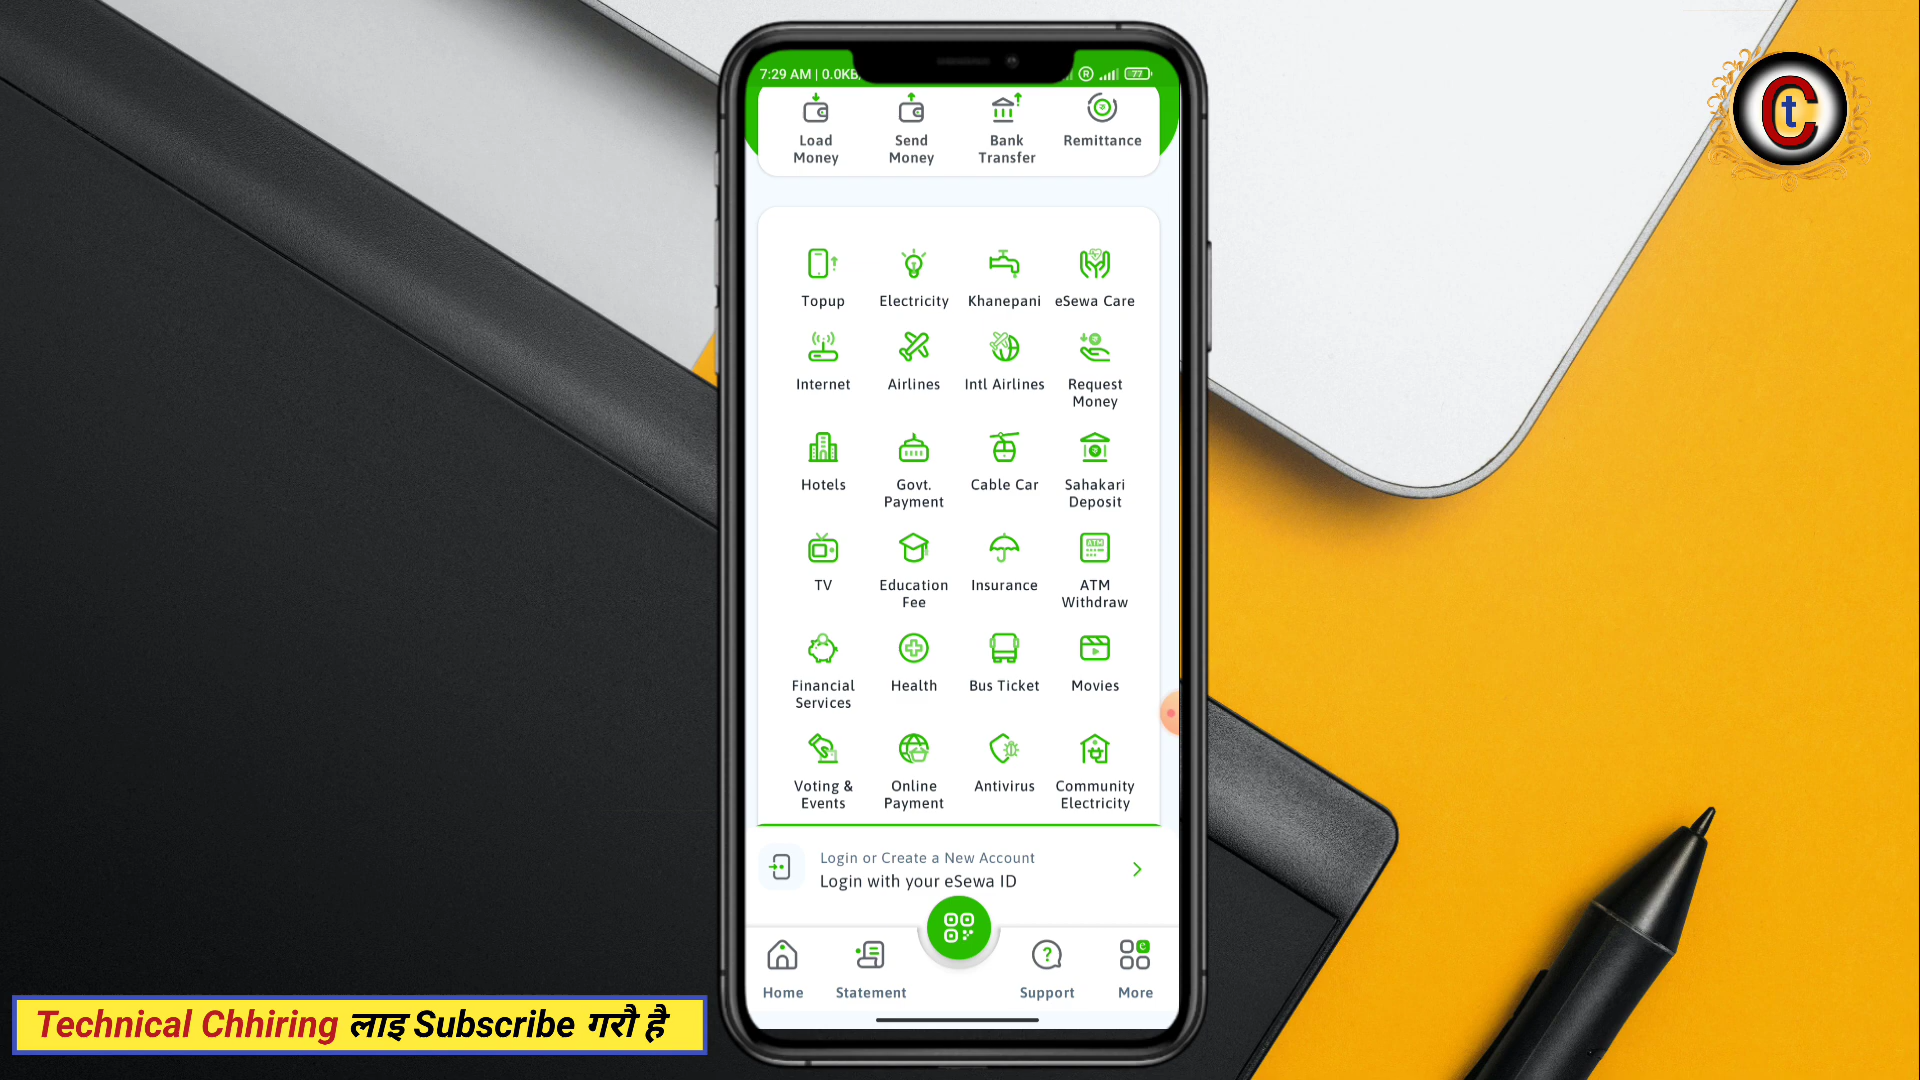 7:29 AM | 0.0KB/
R
77
Load Money
Send Money
Bank Transfer
Remittance
Topup
Electricity
Khanepani
eSewa Care
Internet
Airlines
Intl Airlines
Request Money
Hotels
Govt. Payment
Cable Car
Sahakari Deposit
TV
Education Fee
Insurance
ATM
ATM Withdraw
Financial Services
Health
Bus Ticket
Movies
Voting & Events
Online Payment
Antivirus
Community Electricity
Login or Create a New Account
Login with your eSewa ID
Home
Statement
Support
More
Ct
Technical Chhiring लाइ Subscribe गरौ है